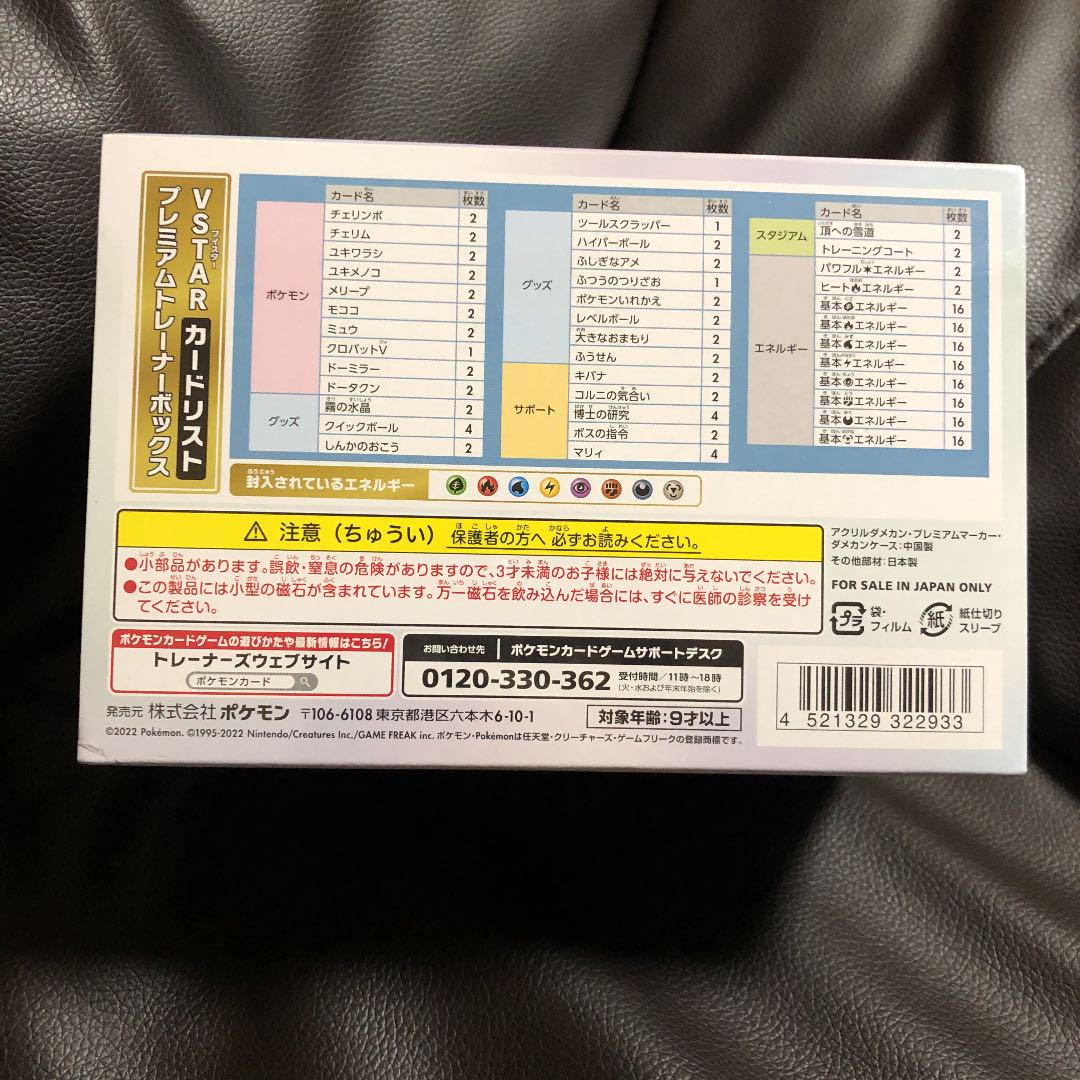 VSTAR カードリスト
ブイスター
プレミアムトレーナーボックス
カード名 枚数
ポケモン
チェリンボ 2
チェリム 2
ユキワラシ 2
ユキメノコ 2
メリープ 2
モココ 2
ミュウ 2
クロバットV 1
ドーミラー 2
ドータクン 2
グッズ
霧の水晶 2
クイックボール 4
しんかのおこう 2
カード名 枚数
グッズ
ツールスクラッパー 1
ハイパーボール 2
ふしぎなアメ 2
ふつうのつりざお 1
ポケモンいれかえ 2
レベルボール 2
大きなおまもり 2
ふうせん 2
サポート
キバナ 2
コルニの気合い 2
博士の研究 4
ボスの指令 2
マリィ 4
カード名 枚数
スタジアム
頂への雪道 2
トレーニングコート 2
エネルギー
パワフルエネルギー 2
ヒートエネルギー 2
基本エネルギー 16
基本エネルギー 16
基本エネルギー 16
基本エネルギー 16
基本エネルギー 16
基本エネルギー 16
基本エネルギー 16
基本エネルギー 16
封入されているエネルギー
⚠ 注意（ちゅうい） 保護者の方へ 必ずお読みください。
●小部品があります。誤飲・窒息の危険がありますので、3才未満のお子様には絶対に与えないでください。
●この製品には小型の磁石が含まれています。万一磁石を飲み込んだ場合には、すぐに医師の診察を受け
てください。
アクリルダメカン・プレミアムマーカー・
ダメカンケース：中国製
その他部材：日本製
FOR SALE IN JAPAN ONLY
プラ 袋・
フィルム
紙 紙仕切り
スリーブ
ポケモンカードゲームの遊びかたや最新情報はこちら!
トレーナーズウェブサイト
ポケモンカード
お問い合わせ先 ポケモンカードゲームサポートデスク
0120-330-362 受付時間／11時〜18時
（火・水および年末年始を除く）
発売元 株式会社 ポケモン 〒106-6108 東京都港区六本木6-10-1
対象年齢：9才以上
©2022 Pokémon. ©1995-2022 Nintendo/Creatures Inc./GAME FREAK inc. ポケモン・Pokémonは任天堂・クリーチャーズ・ゲームフリークの登録商標です。
4 521329 322933